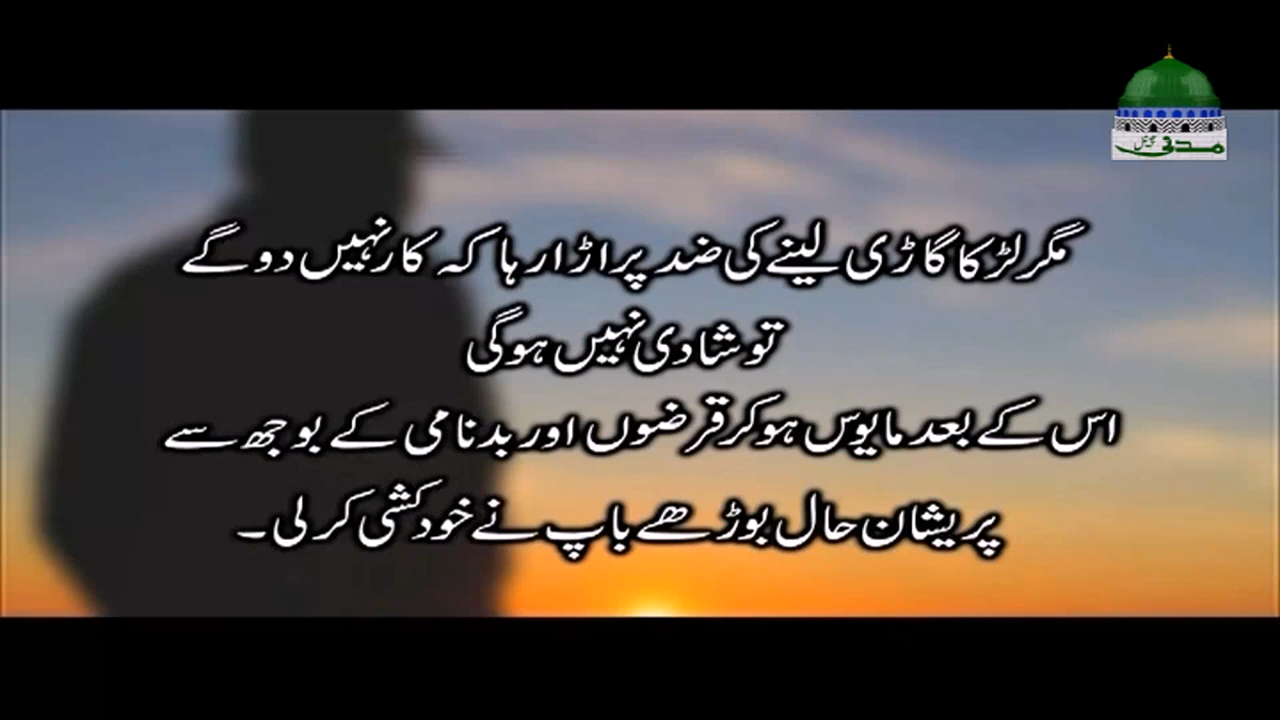 مدنی چینل
مگر لڑکا گاڑی لینے کی ضد پر اڑا رہا کہ کار نہیں دو گے
تو شادی نہیں ہوگی
اس کے بعد مایوس ہو کر قرضوں اور بدنامی کے بوجھ سے
پریشان حال بوڑھے باپ نے خودکشی کر لی۔